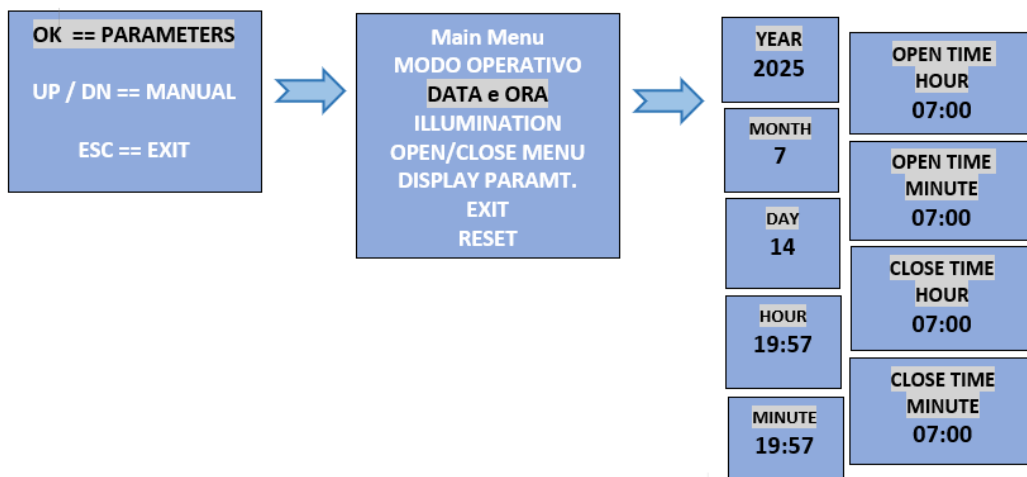 OK == PARAMETERS
UP / DN == MANUAL
ESC == EXIT
Main Menu
MODO OPERATIVO
DATA e ORA
ILLUMINATION
OPEN/CLOSE MENU
DISPLAY PARAMT.
EXIT
RESET
YEAR
2025
MONTH
7
DAY
14
HOUR
19:57
MINUTE
19:57
OPEN TIME
HOUR
07:00
OPEN TIME
MINUTE
07:00
CLOSE TIME
HOUR
07:00
CLOSE TIME
MINUTE
07:00